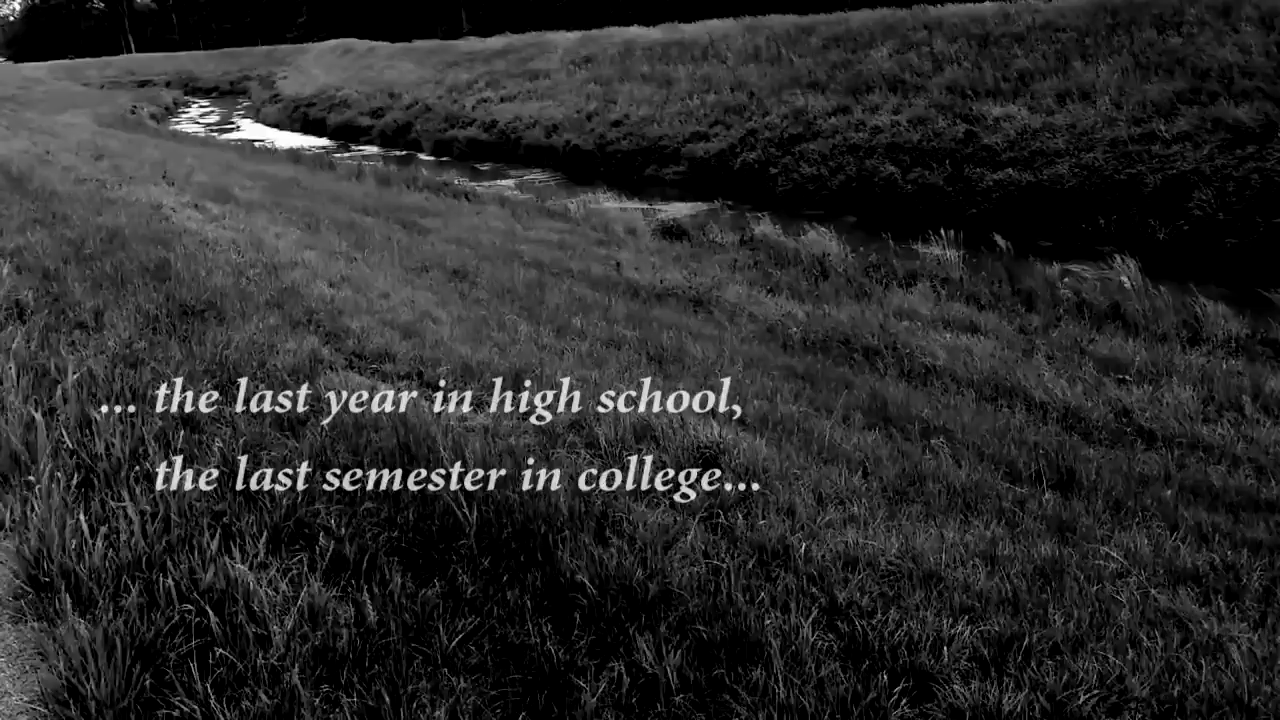 ... the last year in high school,
the last semester in college...